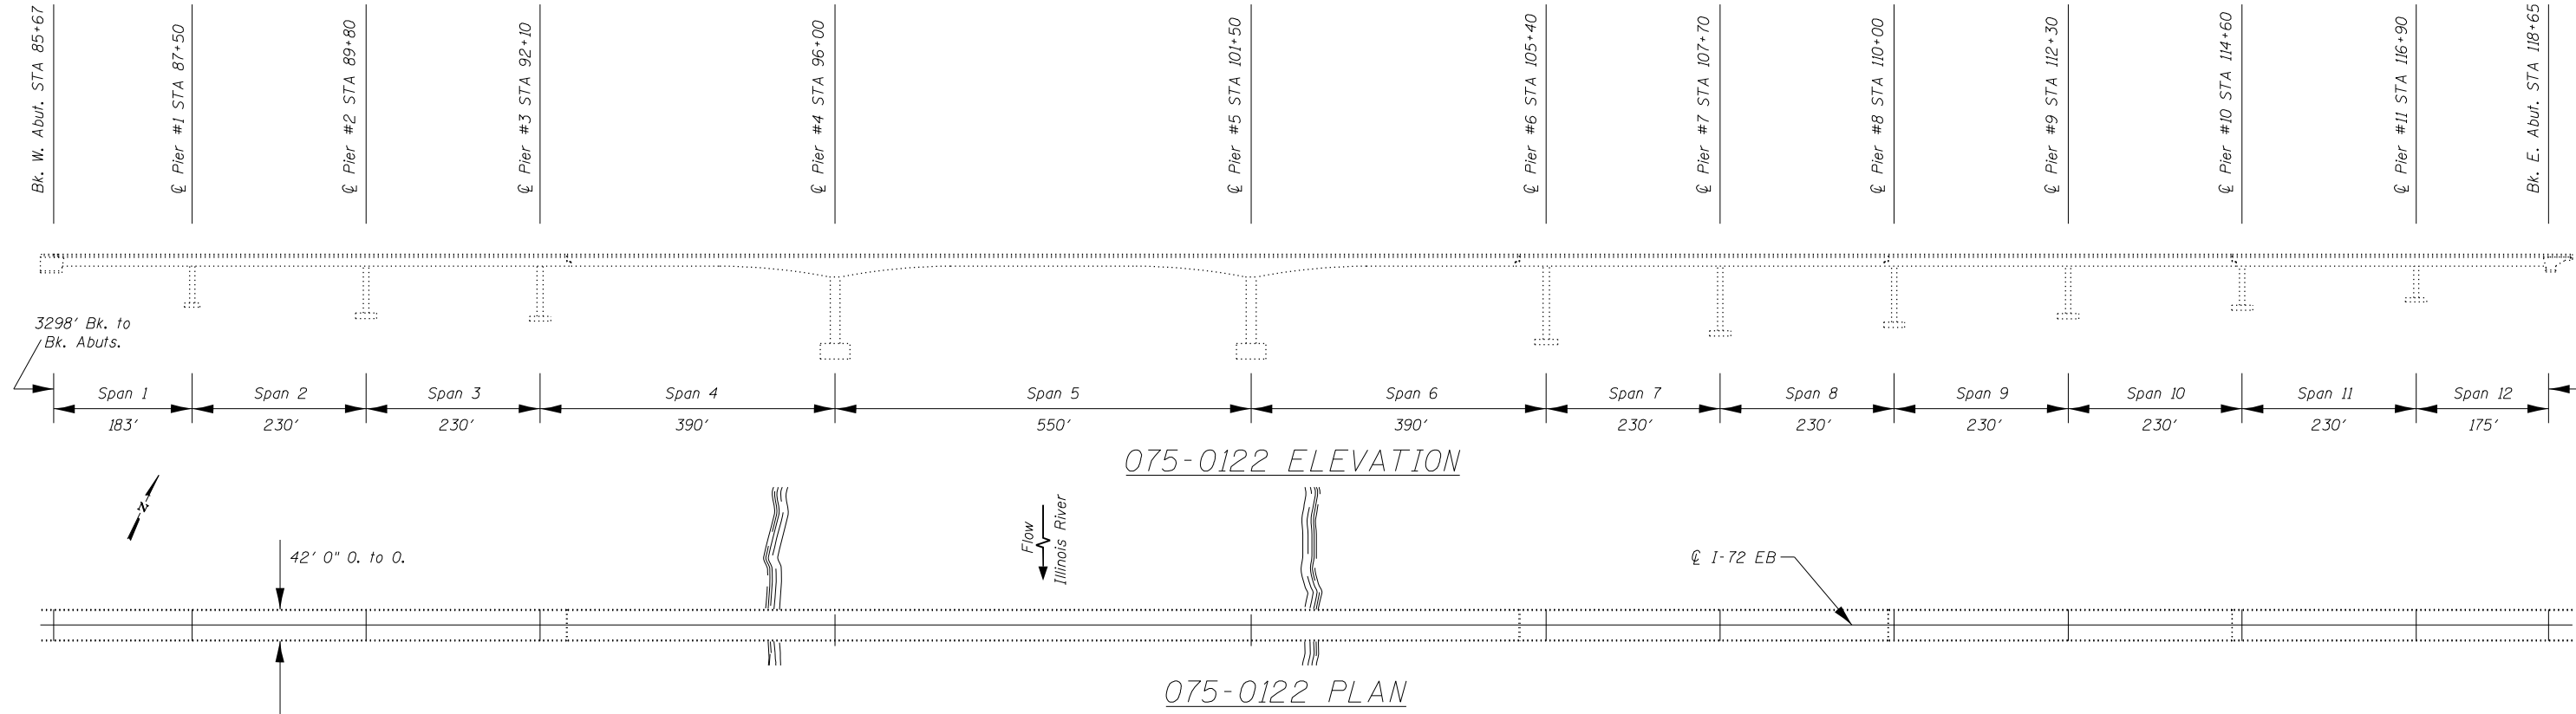 Bk. W. Abut. STA 85+67
℄ Pier #1 STA 87+50
℄ Pier #2 STA 89+80
℄ Pier #3 STA 92+10
℄ Pier #4 STA 96+00
℄ Pier #5 STA 101+50
℄ Pier #6 STA 105+40
℄ Pier #7 STA 107+70
℄ Pier #8 STA 110+00
℄ Pier #9 STA 112+30
℄ Pier #10 STA 114+60
℄ Pier #11 STA 116+90
Bk. E. Abut. STA 118+65
3298' Bk. to
Bk. Abuts.
Span 1
Span 2
Span 3
Span 4
Span 5
Span 6
Span 7
Span 8
Span 9
Span 10
Span 11
Span 12
183'
230'
230'
390'
550'
390'
230'
230'
230'
230'
230'
175'
075-0122 ELEVATION
N
Flow
Illinois River
42' 0" O. to O.
℄ I-72 EB
075-0122 PLAN